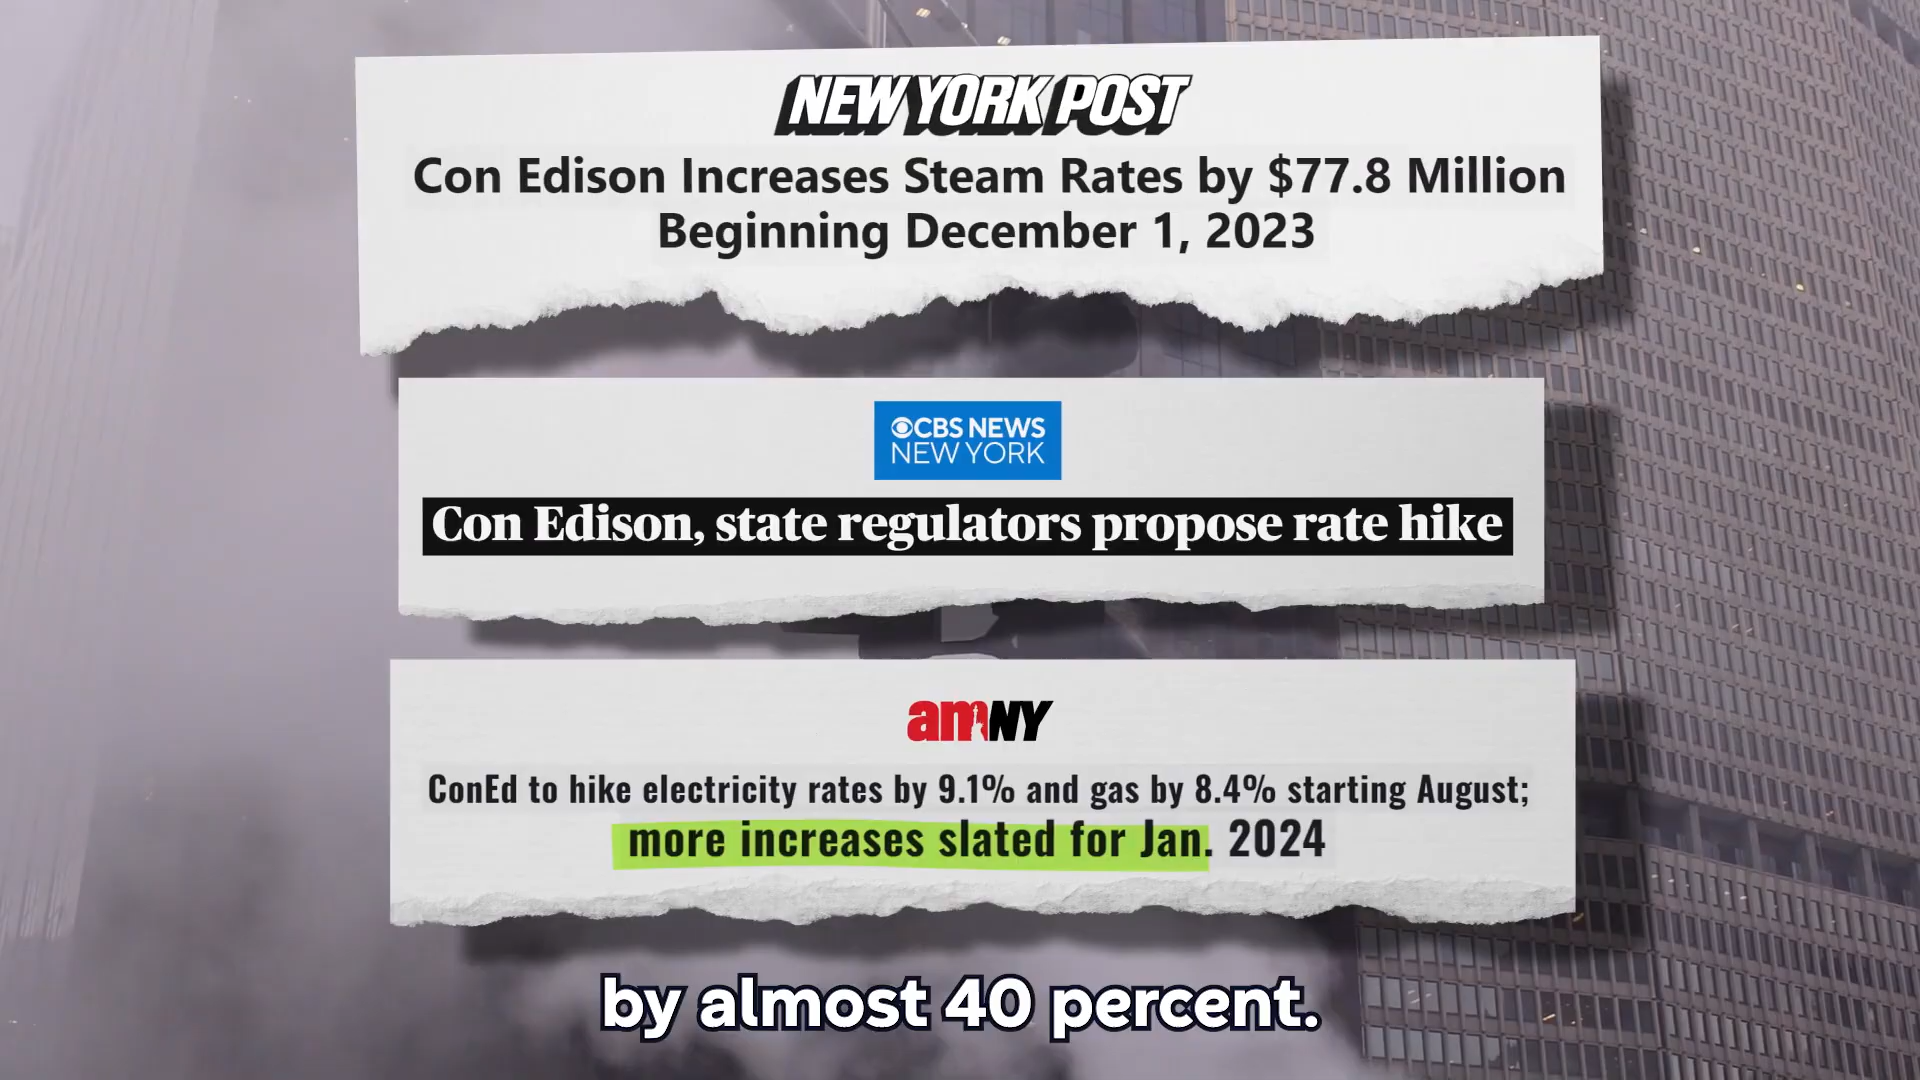 NEW YORK POST
Con Edison Increases Steam Rates by $77.8 Million
Beginning December 1, 2023
CBS NEWS
NEW YORK
Con Edison, state regulators propose rate hike
amNY
ConEd to hike electricity rates by 9.1% and gas by 8.4% starting August;
more increases slated for Jan. 2024
by almost 40 percent.